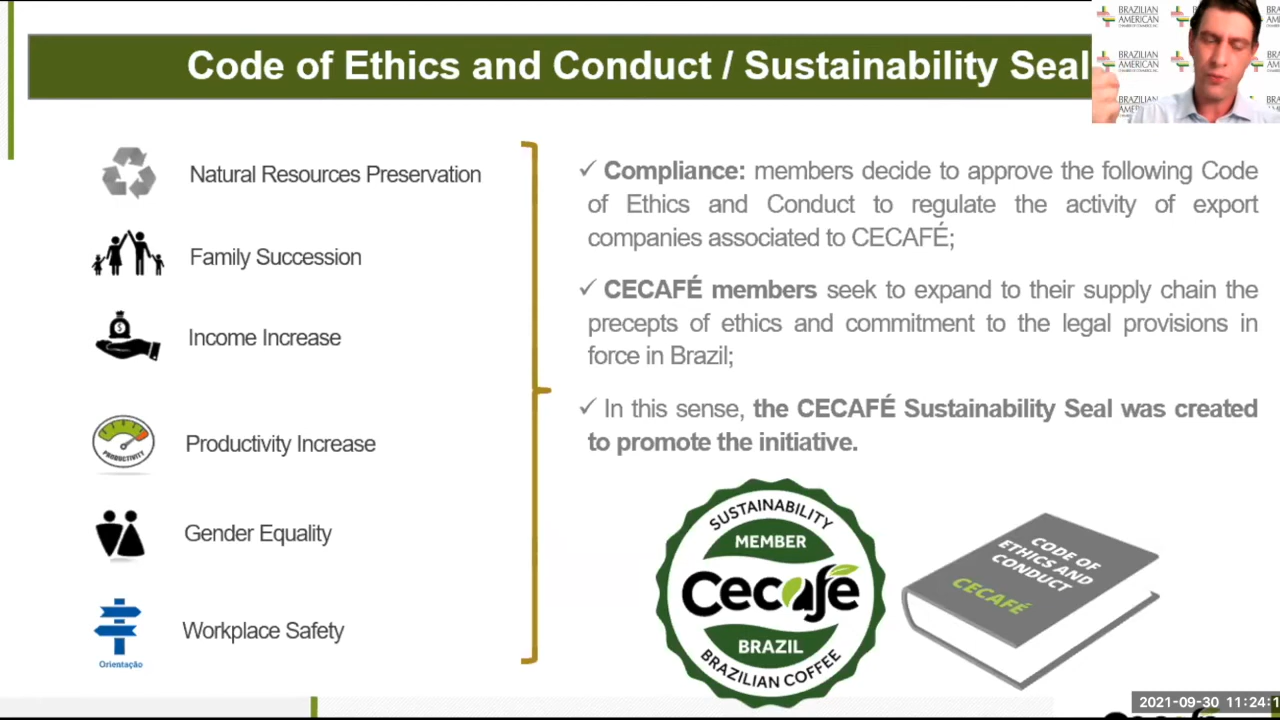 Code of Ethics and Conduct / Sustainability Seal
BRAZILIAN
AMERICAN
BRAZILIAN
AMERICAN
BRAZILIAN
Natural Resources Preservation
Family Succession
Income Increase
PRODUCTIVITY
Productivity Increase
Gender Equality
Orientação
Workplace Safety
✓ Compliance: members decide to approve the following Code
of Ethics and Conduct to regulate the activity of export
companies associated to CECAFÉ;
✓ CECAFÉ members seek to expand to their supply chain the
precepts of ethics and commitment to the legal provisions in
force in Brazil;
✓ In this sense, the CECAFÉ Sustainability Seal was created
to promote the initiative.
SUSTAINABILITY
MEMBER
Cecafé
BRAZIL
BRAZILIAN COFFEE
CODE OF
ETHICS AND
CONDUCT
CECAFÉ
2021-09-30 11:24:1